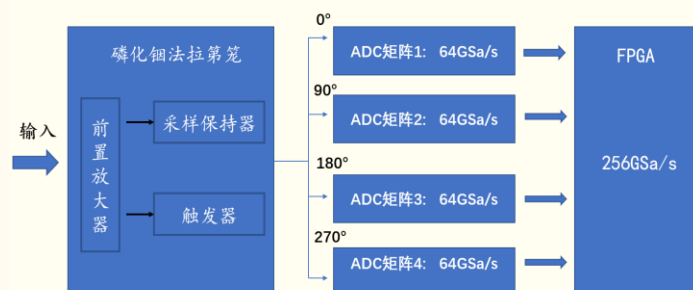 磷化铟法拉第笼
输入
前置放大器
采样保持器
触发器
0°
ADC矩阵1: 64GSa/s
90°
ADC矩阵2: 64GSa/s
180°
ADC矩阵3: 64GSa/s
270°
ADC矩阵4: 64GSa/s
FPGA
256GSa/s